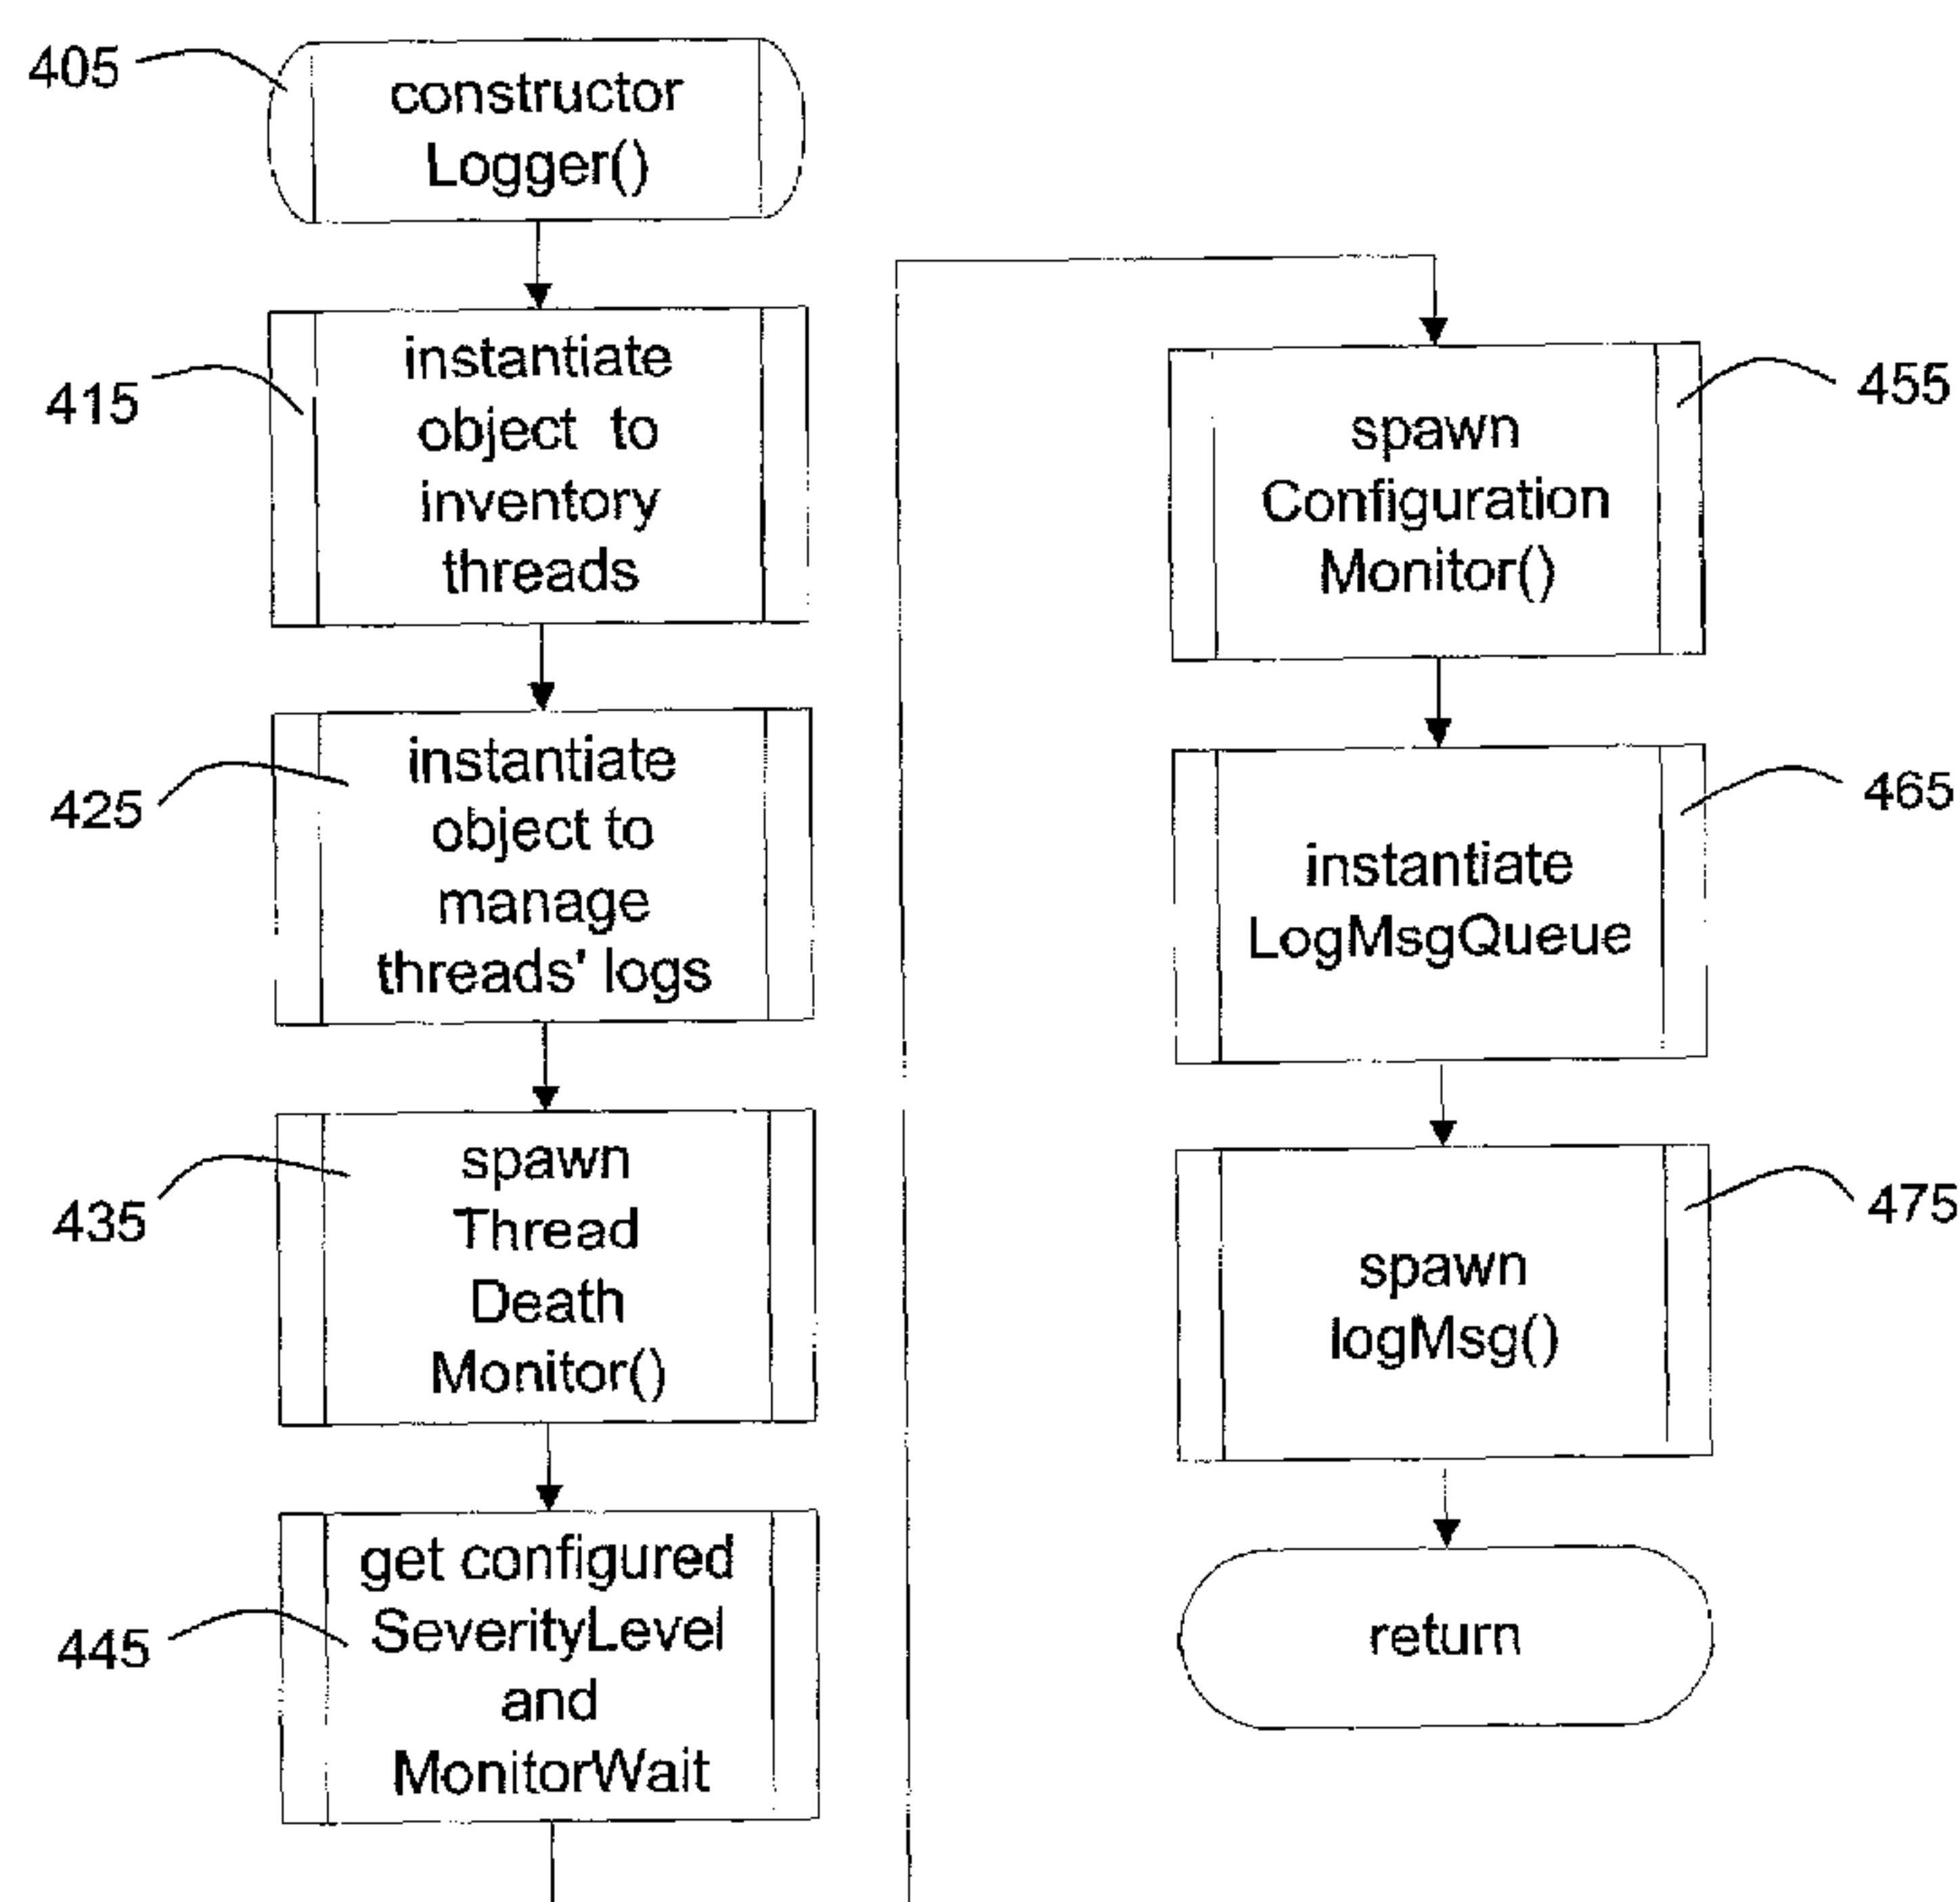 405
constructor
Logger()
415
instantiate
object to
inventory
threads
425
instantiate
object to
manage
threads' logs
435
spawn
Thread
Death
Monitor()
445
get configured
SeverityLevel
and
MonitorWait
455
spawn
Configuration
Monitor()
465
instantiate
LogMsgQueue
475
spawn
logMsg()
return